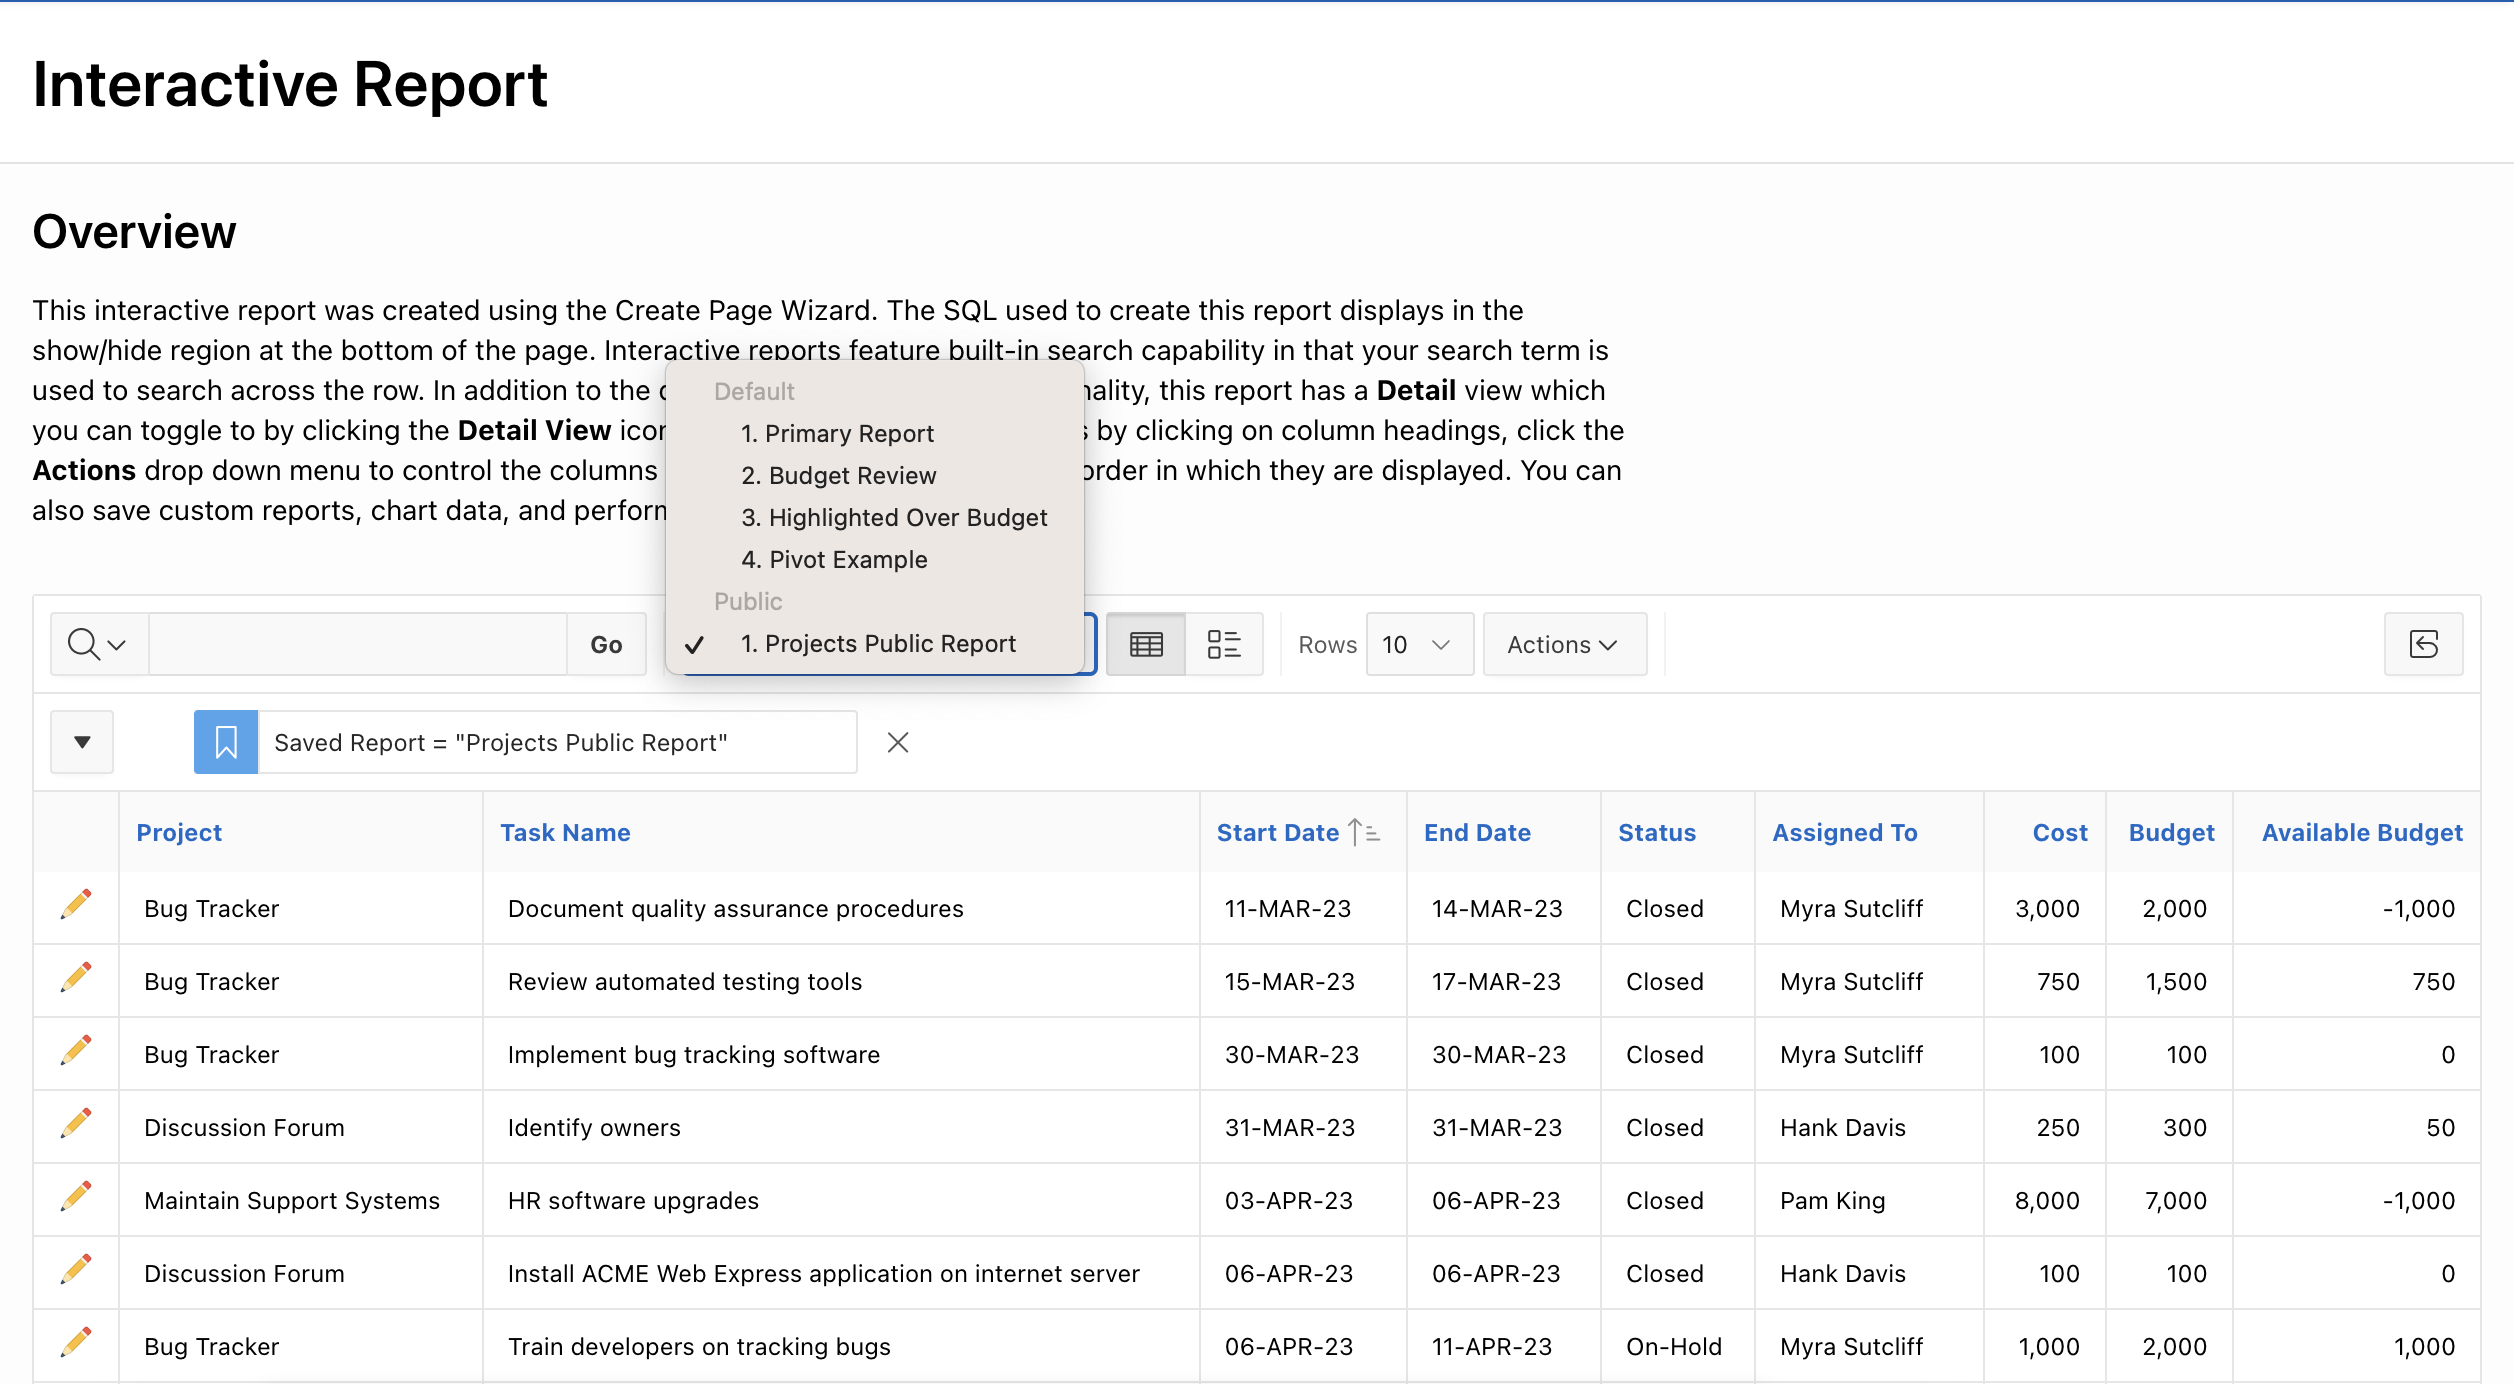 Interactive Report
Overview
This interactive report was created using the Create Page Wizard. The SQL used to create this report displays in the
show/hide region at the bottom of the page. Interactive reports feature built-in search capability in that your search term is
used to search across the row. In addition to the
this report has a Detail view which
you can toggle to by clicking the Detail View
by clicking on column headings, click the
Actions drop down menu to control the columns
order in which they are displayed. You can
also save custom reports, chart data, and
Default
1. Primary Report
2. Budget Review
3. Highlighted Over Budget
4. Pivot Example
Public
✓ 1. Projects Public Report
Go
Rows
10
Actions
Saved Report = "Projects Public Report"
Project Task Name Start Date End Date Status Assigned To Cost Budget Available Budget
Bug Tracker Document quality assurance procedures 11-MAR-23 14-MAR-23 Closed Myra Sutcliff 3,000 2,000 -1,000
Bug Tracker Review automated testing tools 15-MAR-23 17-MAR-23 Closed Myra Sutcliff 750 1,500 750
Bug Tracker Implement bug tracking software 30-MAR-23 30-MAR-23 Closed Myra Sutcliff 100 100 0
Discussion Forum Identify owners 31-MAR-23 31-MAR-23 Closed Hank Davis 250 300 50
Maintain Support Systems HR software upgrades 03-APR-23 06-APR-23 Closed Pam King 8,000 7,000 -1,000
Discussion Forum Install ACME Web Express application on internet server 06-APR-23 06-APR-23 Closed Hank Davis 100 100 0
Bug Tracker Train developers on tracking bugs 06-APR-23 11-APR-23 On-Hold Myra Sutcliff 1,000 2,000 1,000